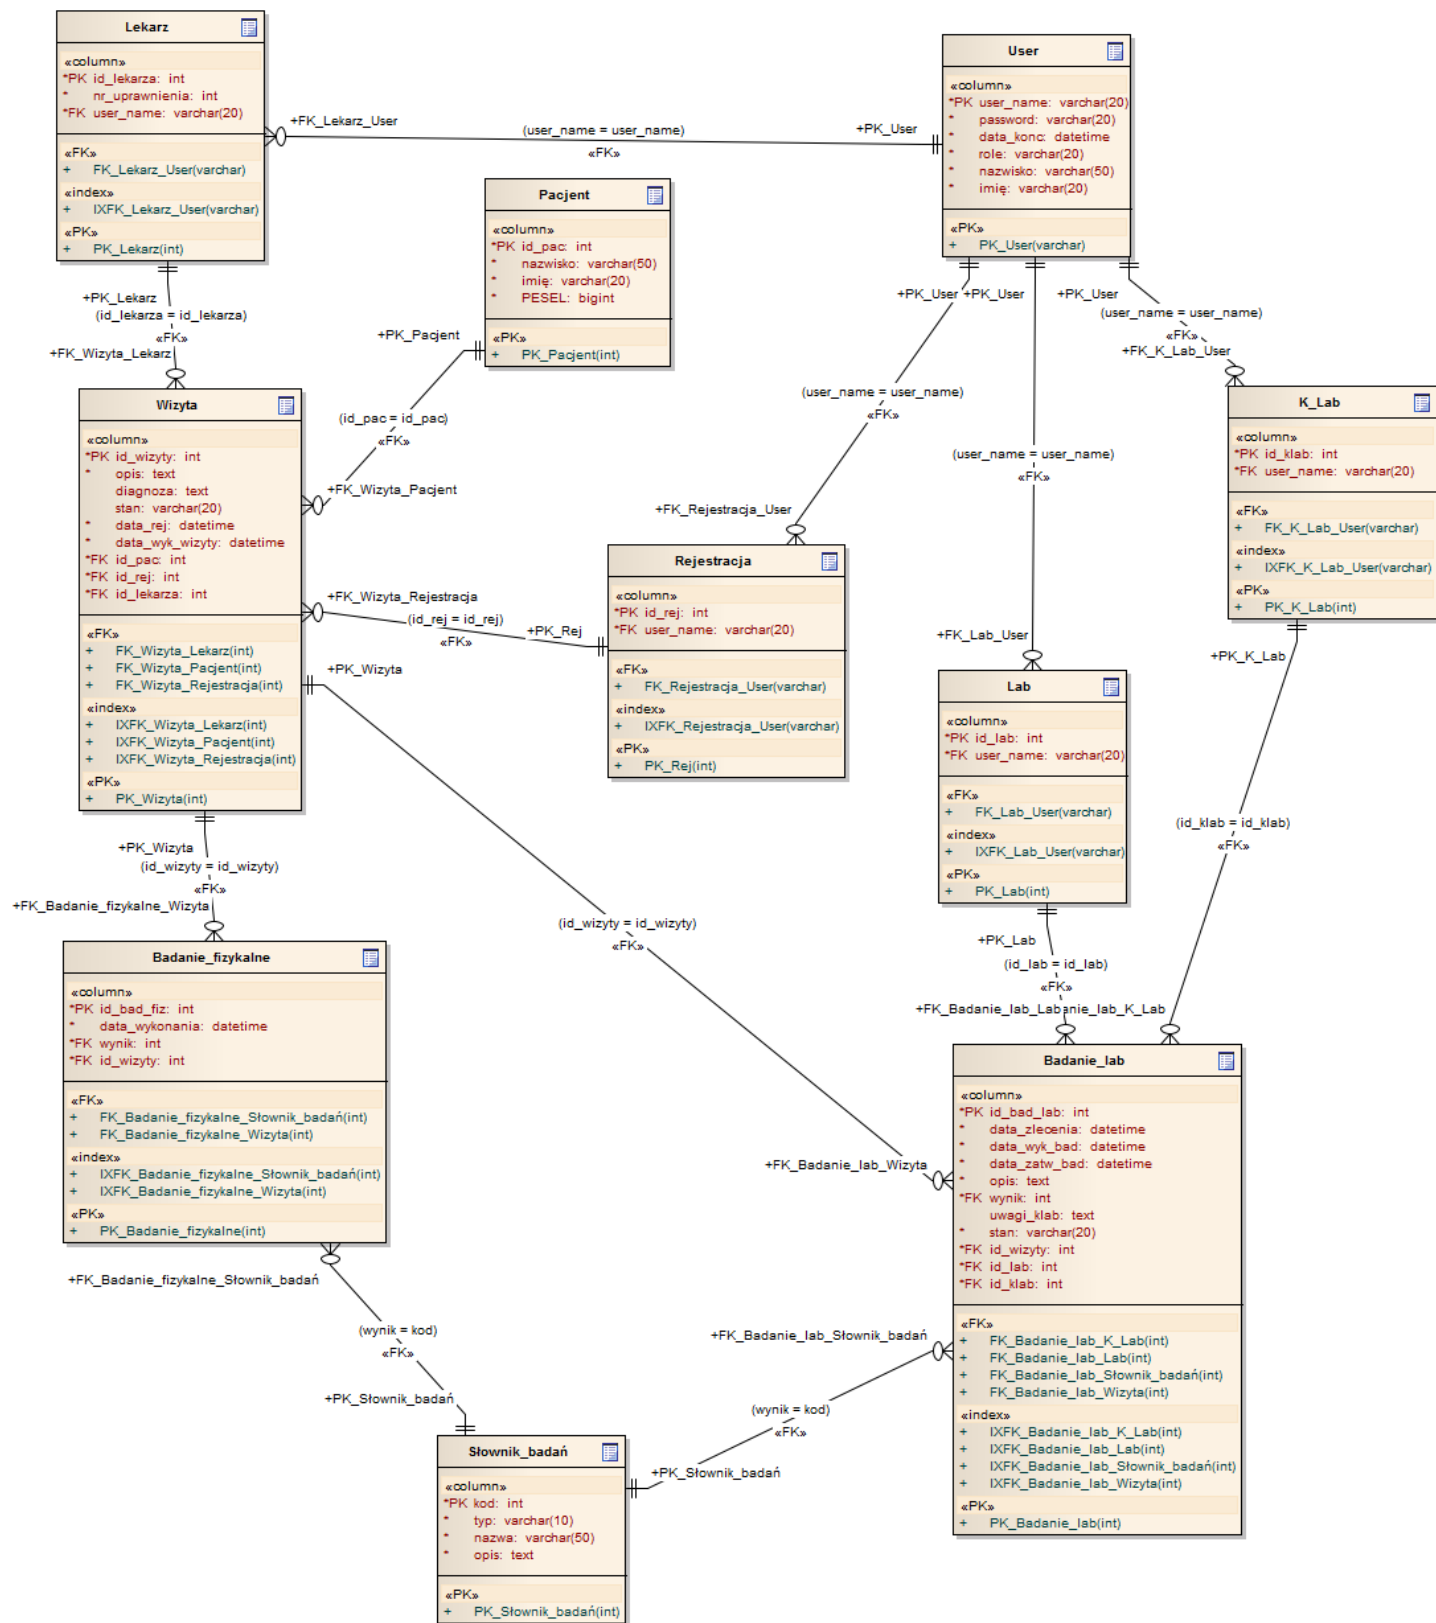 Lekarz
«column»
*PK id_lekarza: int
* nr_uprawnienia: int
*FK user_name: varchar(20)
«FK»
+ FK_Lekarz_User(varchar)
«index»
+ IXFK_Lekarz_User(varchar)
«PK»
+ PK_Lekarz(int)
+FK_Lekarz_User
(user_name = user_name)
«FK»
+PK_User
User
«column»
*PK user_name: varchar(20)
* password: varchar(20)
* data_konc: datetime
* role: varchar(20)
* nazwisko: varchar(50)
* imię: varchar(20)
«PK»
+ PK_User(varchar)
Pacjent
«column»
*PK id_pac: int
* nazwisko: varchar(50)
* imię: varchar(20)
* PESEL: bigint
«PK»
+ PK_Pacjent(int)
+PK_Lekarz
(id_lekarza = id_lekarza)
«FK»
+FK_Wizyta_Lekarz
+PK_Pacjent
(id_pac = id_pac)
«FK»
+FK_Wizyta_Pacjent
+PK_User
+PK_User
+PK_User
(user_name = user_name)
«FK»
+FK_K_Lab_User
(user_name = user_name)
«FK»
+FK_Rejestracja_User
(user_name = user_name)
«FK»
+FK_Lab_User
Wizyta
«column»
*PK id_wizyty: int
* opis: text
diagnoza: text
stan: varchar(20)
* data_rej: datetime
* data_wyk_wizyty: datetime
*FK id_pac: int
*FK id_rej: int
*FK id_lekarza: int
«FK»
+ FK_Wizyta_Lekarz(int)
+ FK_Wizyta_Pacjent(int)
+ FK_Wizyta_Rejestracja(int)
«index»
+ IXFK_Wizyta_Lekarz(int)
+ IXFK_Wizyta_Pacjent(int)
+ IXFK_Wizyta_Rejestracja(int)
«PK»
+ PK_Wizyta(int)
K_Lab
«column»
*PK id_klab: int
*FK user_name: varchar(20)
«FK»
+ FK_K_Lab_User(varchar)
«index»
+ IXFK_K_Lab_User(varchar)
«PK»
+ PK_K_Lab(int)
+FK_Wizyta_Rejestracja
(id_rej = id_rej)
«FK»
+PK_Rej
Rejestracja
«column»
*PK id_rej: int
*FK user_name: varchar(20)
«FK»
+ FK_Rejestracja_User(varchar)
«index»
+ IXFK_Rejestracja_User(varchar)
«PK»
+ PK_Rej(int)
+PK_Wizyta
(id_wizyty = id_wizyty)
«FK»
+FK_Badanie_lab_Wizyta
Lab
«column»
*PK id_lab: int
*FK user_name: varchar(20)
«FK»
+ FK_Lab_User(varchar)
«index»
+ IXFK_Lab_User(varchar)
«PK»
+ PK_Lab(int)
+PK_K_Lab
(id_klab = id_klab)
«FK»
+PK_Lab
(id_lab = id_lab)
«FK»
+FK_Badanie_lab_Labanie_lab_K_Lab
+PK_Wizyta
(id_wizyty = id_wizyty)
«FK»
+FK_Badanie_fizykalne_Wizyta
Badanie_fizykalne
«column»
*PK id_bad_fiz: int
* data_wykonania: datetime
*FK wynik: int
*FK id_wizyty: int
«FK»
+ FK_Badanie_fizykalne_Słownik_badań(int)
+ FK_Badanie_fizykalne_Wizyta(int)
«index»
+ IXFK_Badanie_fizykalne_Słownik_badań(int)
+ IXFK_Badanie_fizykalne_Wizyta(int)
«PK»
+ PK_Badanie_fizykalne(int)
Badanie_lab
«column»
*PK id_bad_lab: int
* data_zlecenia: datetime
* data_wyk_bad: datetime
* data_zatw_bad: datetime
* opis: text
*FK wynik: int
uwagi_klab: text
* stan: varchar(20)
*FK id_wizyty: int
*FK id_lab: int
*FK id_klab: int
«FK»
+ FK_Badanie_lab_K_Lab(int)
+ FK_Badanie_lab_Lab(int)
+ FK_Badanie_lab_Słownik_badań(int)
+ FK_Badanie_lab_Wizyta(int)
«index»
+ IXFK_Badanie_lab_K_Lab(int)
+ IXFK_Badanie_lab_Lab(int)
+ IXFK_Badanie_lab_Słownik_badań(int)
+ IXFK_Badanie_lab_Wizyta(int)
«PK»
+ PK_Badanie_lab(int)
+FK_Badanie_fizykalne_Słownik_badań
(wynik = kod)
«FK»
+PK_Słownik_badań
+FK_Badanie_lab_Słownik_badań
(wynik = kod)
«FK»
+PK_Słownik_badań
Słownik_badań
«column»
*PK kod: int
* typ: varchar(10)
* nazwa: varchar(50)
* opis: text
«PK»
+ PK_Słownik_badań(int)